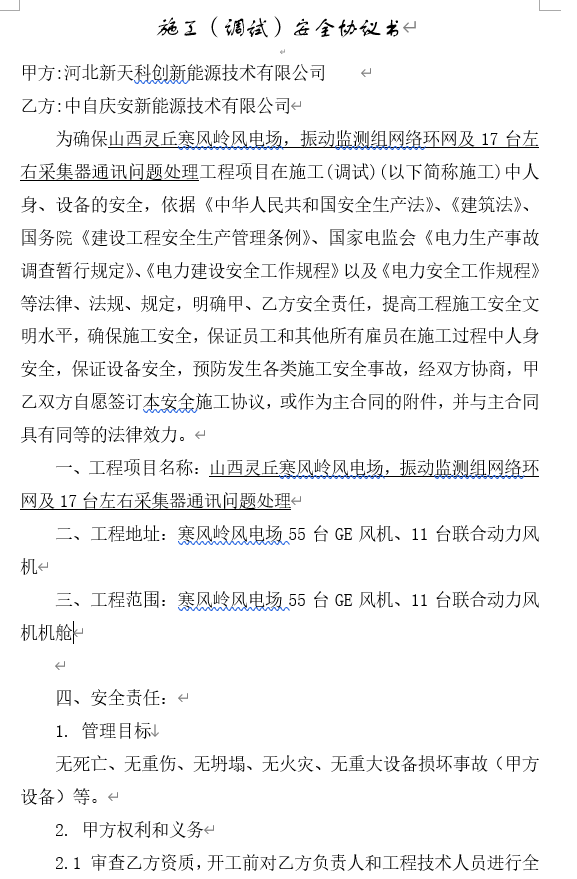 施工（调试）安全协议书
甲方:河北新天科创新能源技术有限公司
乙方:中自庆安新能源技术有限公司
为确保山西灵丘寒风岭风电场，振动监测组网络环网及17台左
右采集器通讯问题处理工程项目在施工(调试)(以下简称施工)中人
身、设备的安全，依据《中华人民共和国安全生产法》、《建筑法》、
国务院《建设工程安全生产管理条例》、国家电监会《电力生产事故
调查暂行规定》、《电力建设安全工作规程》以及《电力安全工作规程》
等法律、法规、规定，明确甲、乙方安全责任，提高工程施工安全文
明水平，确保施工安全，保证员工和其他所有雇员在施工过程中人身
安全，保证设备安全，预防发生各类施工安全事故，经双方协商，甲
乙双方自愿签订本安全施工协议，或作为主合同的附件，并与主合同
具有同等的法律效力。
一、工程项目名称：山西灵丘寒风岭风电场，振动监测组网络环
网及17台左右采集器通讯问题处理
二、工程地址：寒风岭风电场55台GE风机、11台联合动力风
机
三、工程范围：寒风岭风电场55台GE风机、11台联合动力风
机机舱
四、安全责任：
1. 管理目标
无死亡、无重伤、无坍塌、无火灾、无重大设备损坏事故（甲方
设备）等。
2. 甲方权利和义务
2.1 审查乙方资质，开工前对乙方负责人和工程技术人员进行全